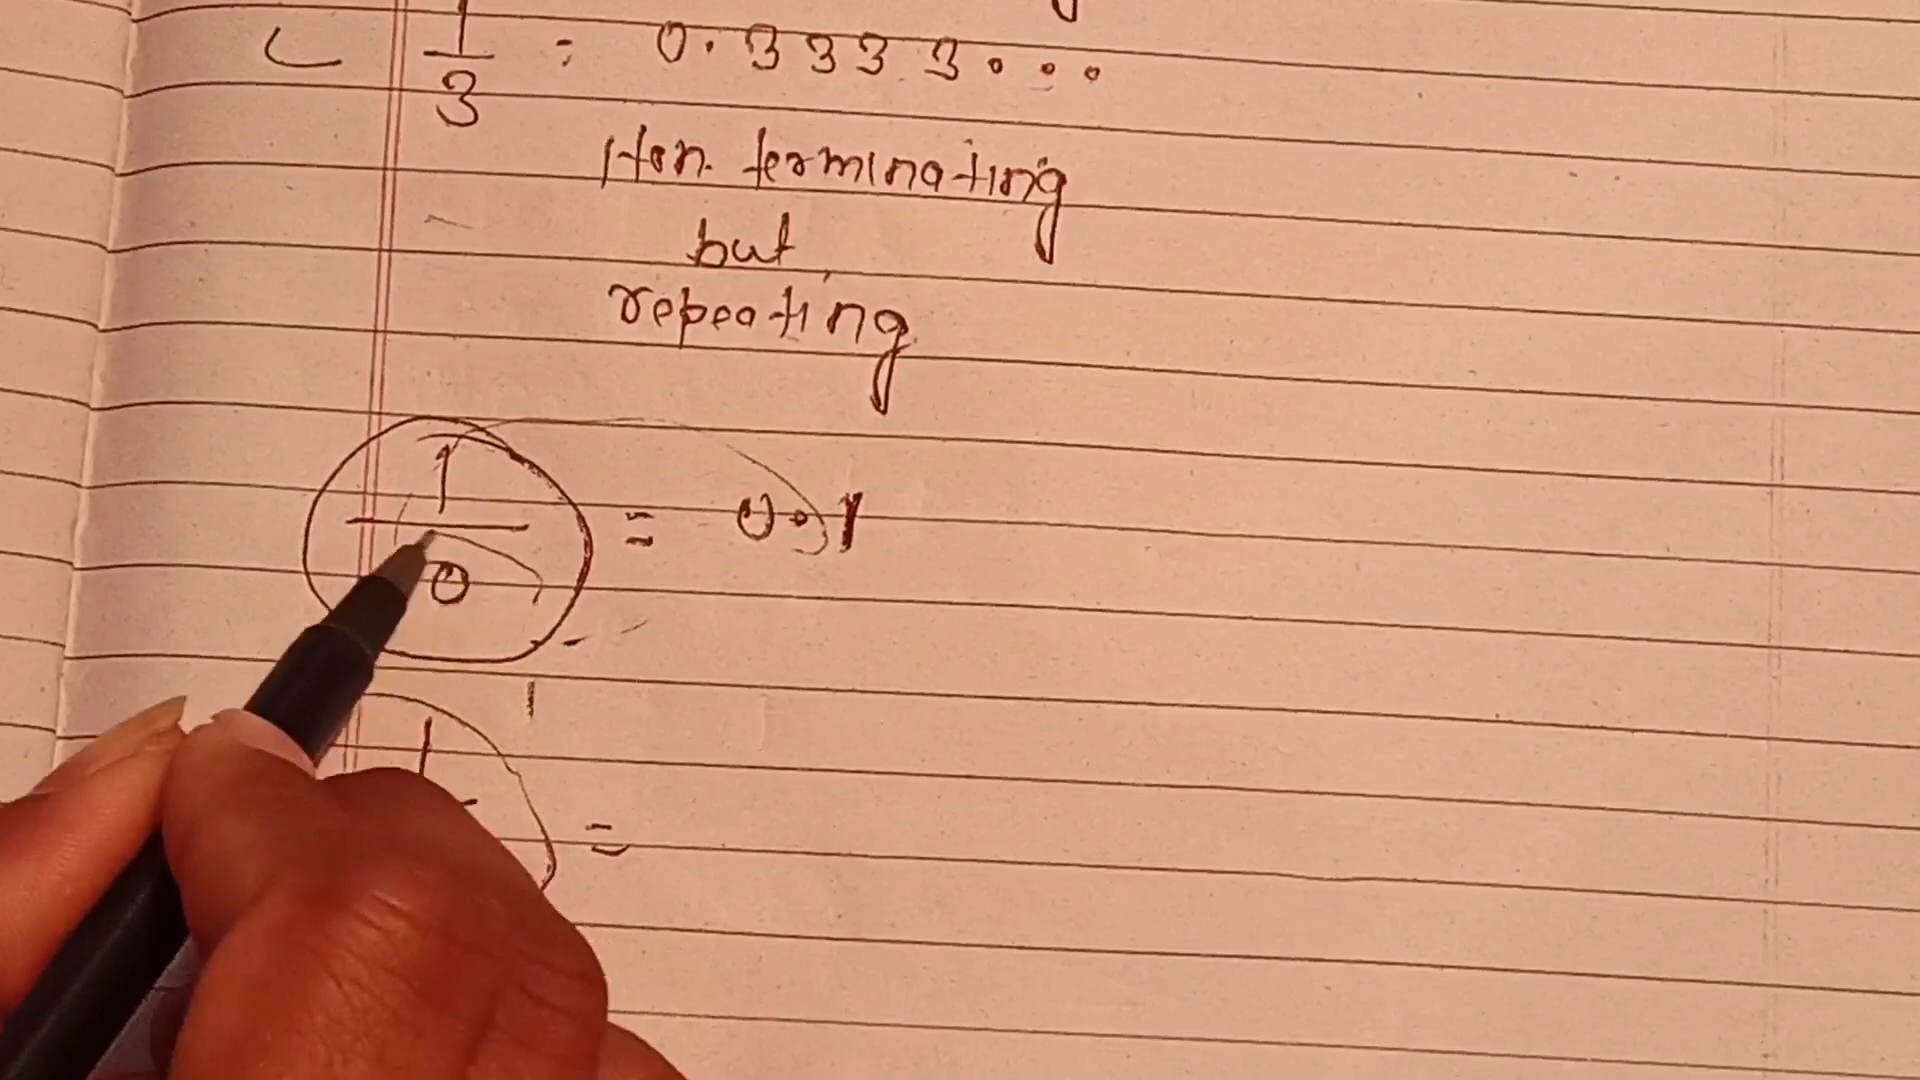 1/3 = 0.3333...
Non terminating
but
repeating
1/0 = 0.1
1
=